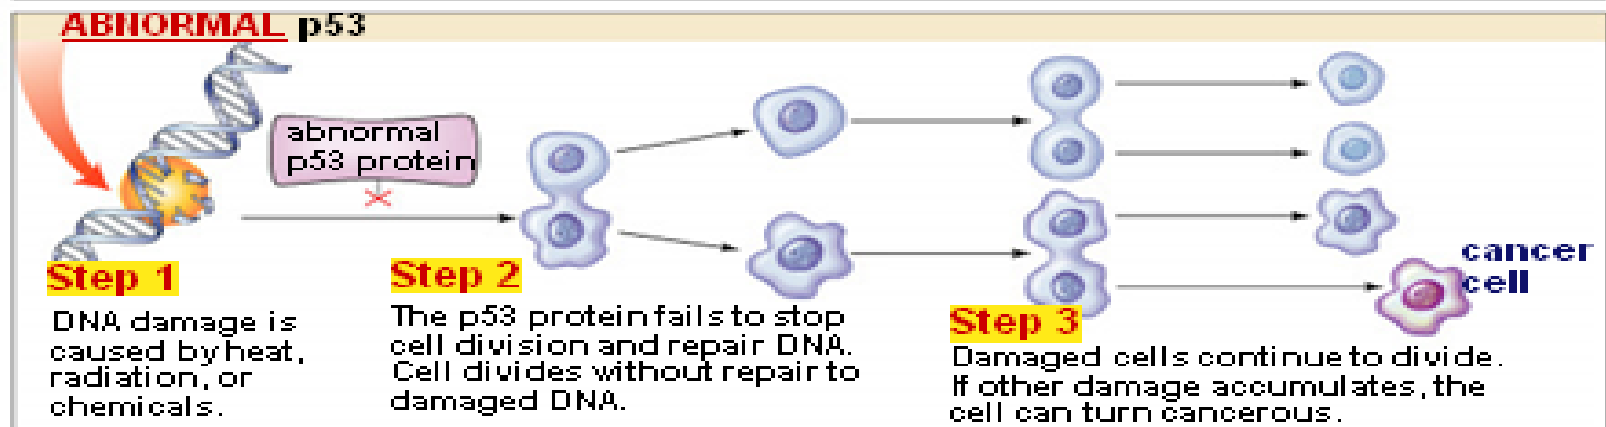 ABNORMAL p53
abnormal
p53 protein
Step 1
DNA damage is
caused by heat,
radiation, or
chemicals.
Step 2
The p53 protein fails to stop
cell division and repair DNA.
Cell divides without repair to
damaged DNA.
cancer
cell
Step 3
Damaged cells continue to divide.
If other damage accumulates, the
cell can turn cancerous.